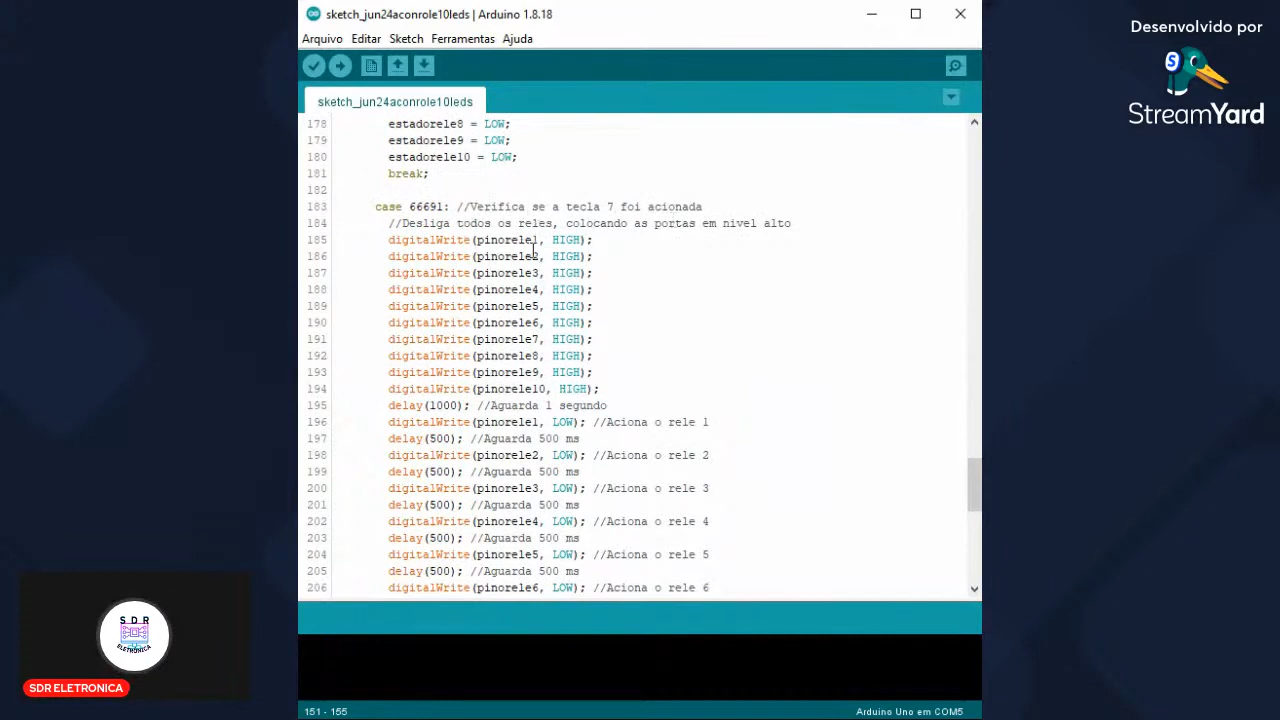 sketch_jun24aconrole10leds | Arduino 1.8.18
Arquivo Editar Sketch Ferramentas Ajuda
sketch_jun24aconrole10leds
178 estadorele8 = LOW;
179 estadorele9 = LOW;
180 estadorele10 = LOW;
181 break;
182
183 case 66691: //Verifica se a tecla 7 foi acionada
184 //Desliga todos os reles, colocando as portas em nivel alto
185 digitalWrite(pinorele1, HIGH);
186 digitalWrite(pinorele2, HIGH);
187 digitalWrite(pinorele3, HIGH);
188 digitalWrite(pinorele4, HIGH);
189 digitalWrite(pinorele5, HIGH);
190 digitalWrite(pinorele6, HIGH);
191 digitalWrite(pinorele7, HIGH);
192 digitalWrite(pinorele8, HIGH);
193 digitalWrite(pinorele9, HIGH);
194 digitalWrite(pinorele10, HIGH);
195 delay(1000); //Aguarda 1 segundo
196 digitalWrite(pinorele1, LOW); //Aciona o rele 1
197 delay(500); //Aguarda 500 ms
198 digitalWrite(pinorele2, LOW); //Aciona o rele 2
199 delay(500); //Aguarda 500 ms
200 digitalWrite(pinorele3, LOW); //Aciona o rele 3
201 delay(500); //Aguarda 500 ms
202 digitalWrite(pinorele4, LOW); //Aciona o rele 4
203 delay(500); //Aguarda 500 ms
204 digitalWrite(pinorele5, LOW); //Aciona o rele 5
205 delay(500); //Aguarda 500 ms
206 digitalWrite(pinorele6, LOW); //Aciona o rele 6
151 - 155
Arduino Uno em COM5
Desenvolvido por
S
StreamYard
S D R
ELETRONICA
SDR ELETRONICA